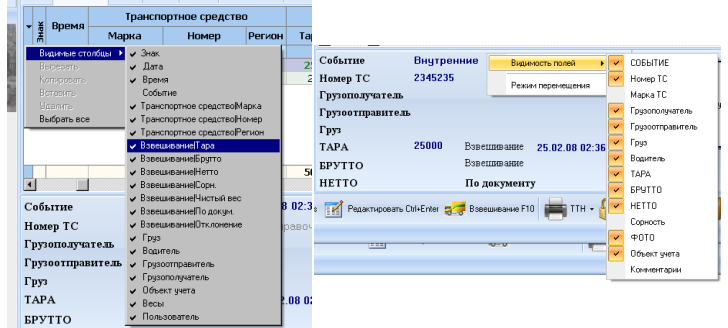 Знак
Время
Транспортное средство
Марка
Номер
Регион
Видимые столбцы
Вырезать
Копировать
Вставить
Удалить
Выбрать все
Знак
Дата
Время
Событие
Транспортное средство|Марка
Транспортное средство|Номер
Транспортное средство|Регион
Взвешивание|Тара
Взвешивание|Брутто
Взвешивание|Нетто
Взвешивание|Сорн.
Взвешивание|Чистый вес
Взвешивание|По докум.
Взвешивание|Отклонение
Груз
Водитель
Грузоотправитель
Грузополучатель
Объект учета
Весы
Пользователь
Событие
Номер ТС
Грузополучатель
Грузоотправитель
Груз
ТАРА
БРУТТО
Событие Внутренние
Номер ТС 2345235
Грузополучатель
Грузоотправитель
Груз
ТАРА 25000 Взвешивание 25.02.08 02:36
БРУТТО Взвешивание
НЕТТО По документу
Видимость полей
Режим перемещения
СОБЫТИЕ
Номер ТС
Марка ТС
Грузополучатель
Грузоотправитель
Груз
Водитель
ТАРА
БРУТТО
НЕТТО
Сорность
ФОТО
Объект учета
Комментарии
Редактировать Ctrl+Enter Взвешивание F10 ТТН